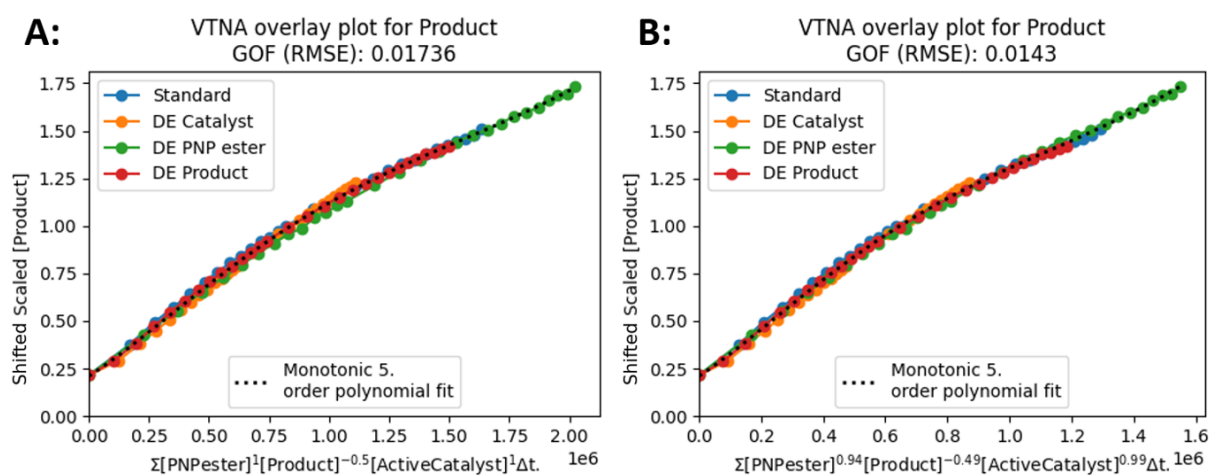 A:
VTNA overlay plot for Product
GOF (RMSE): 0.01736
Shifted Scaled [Product]
1.75
1.50
1.25
1.00
0.75
0.50
0.25
0.00
Standard
DE Catalyst
DE PNP ester
DE Product
Monotonic 5.
order polynomial fit
0.00 0.25 0.50 0.75 1.00 1.25 1.50 1.75 2.00
1e6
Σ[PNPester]¹[Product]⁻⁰·⁵[ActiveCatalyst]¹Δt.
B:
VTNA overlay plot for Product
GOF (RMSE): 0.0143
Shifted Scaled [Product]
1.75
1.50
1.25
1.00
0.75
0.50
0.25
0.00
Standard
DE Catalyst
DE PNP ester
DE Product
Monotonic 5.
order polynomial fit
0.0 0.2 0.4 0.6 0.8 1.0 1.2 1.4 1.6
1e6
Σ[PNPester]⁰·⁹⁴[Product]⁻⁰·⁴⁹[ActiveCatalyst]⁰·⁹⁹Δt.